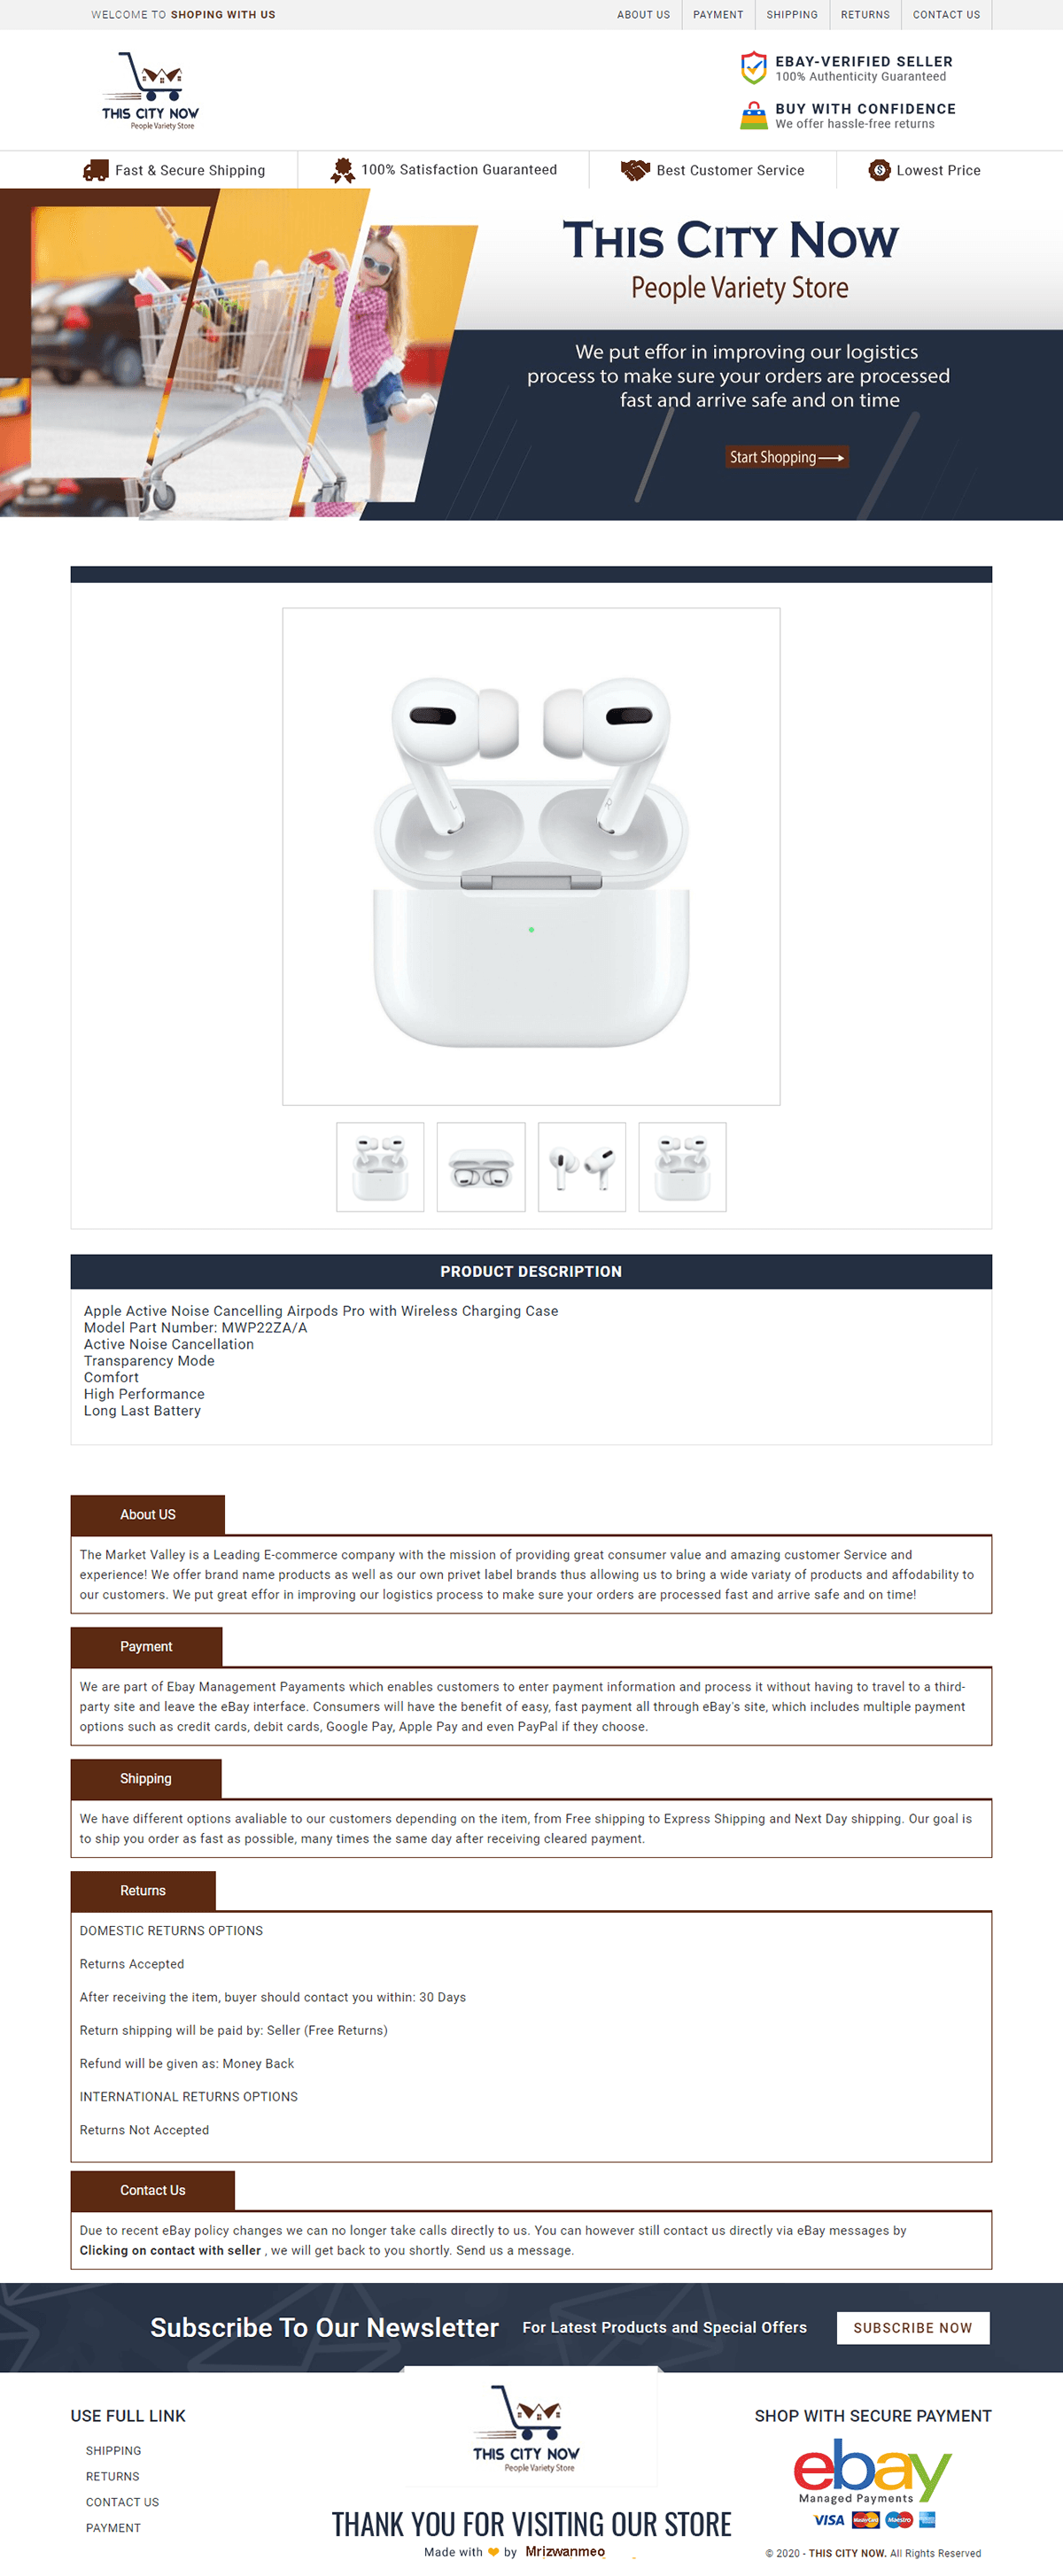 WELCOME TO SHOPING WITH US
ABOUT US
PAYMENT
SHIPPING
RETURNS
CONTACT US
THIS CITY NOW
People Variety Store
EBAY-VERIFIED SELLER
100% Authenticity Guaranteed
BUY WITH CONFIDENCE
We offer hassle-free returns
Fast & Secure Shipping
100% Satisfaction Guaranteed
Best Customer Service
Lowest Price
THIS CITY NOW
People Variety Store
We put effor in improving our logistics
process to make sure your orders are processed
fast and arrive safe and on time
Start Shopping
L
R
PRODUCT DESCRIPTION
Apple Active Noise Cancelling Airpods Pro with Wireless Charging Case
Model Part Number: MWP22ZA/A
Active Noise Cancellation
Transparency Mode
Comfort
High Performance
Long Last Battery
About US
The Market Valley is a Leading E-commerce company with the mission of providing great consumer value and amazing customer Service and
experience! We offer brand name products as well as our own privet label brands thus allowing us to bring a wide variaty of products and affodability to
our customers. We put great effor in improving our logistics process to make sure your orders are processed fast and arrive safe and on time!
Payment
We are part of Ebay Management Payaments which enables customers to enter payment information and process it without having to travel to a third-
party site and leave the eBay interface. Consumers will have the benefit of easy, fast payment all through eBay's site, which includes multiple payment
options such as credit cards, debit cards, Google Pay, Apple Pay and even PayPal if they choose.
Shipping
We have different options avaliable to our customers depending on the item, from Free shipping to Express Shipping and Next Day shipping. Our goal is
to ship you order as fast as possible, many times the same day after receiving cleared payment.
Returns
DOMESTIC RETURNS OPTIONS
Returns Accepted
After receiving the item, buyer should contact you within: 30 Days
Return shipping will be paid by: Seller (Free Returns)
Refund will be given as: Money Back
INTERNATIONAL RETURNS OPTIONS
Returns Not Accepted
Contact Us
Due to recent eBay policy changes we can no longer take calls directly to us. You can however still contact us directly via eBay messages by
Clicking on contact with seller , we will get back to you shortly. Send us a message.
Subscribe To Our Newsletter
For Latest Products and Special Offers
SUBSCRIBE NOW
USE FULL LINK
SHIPPING
RETURNS
CONTACT US
PAYMENT
THIS CITY NOW
People Variety Store
THANK YOU FOR VISITING OUR STORE
Made with by Mrizwanmeo
SHOP WITH SECURE PAYMENT
ebay
Managed Payments
VISA MasterCard Maestro
© 2020 - THIS CITY NOW. All Rights Reserved